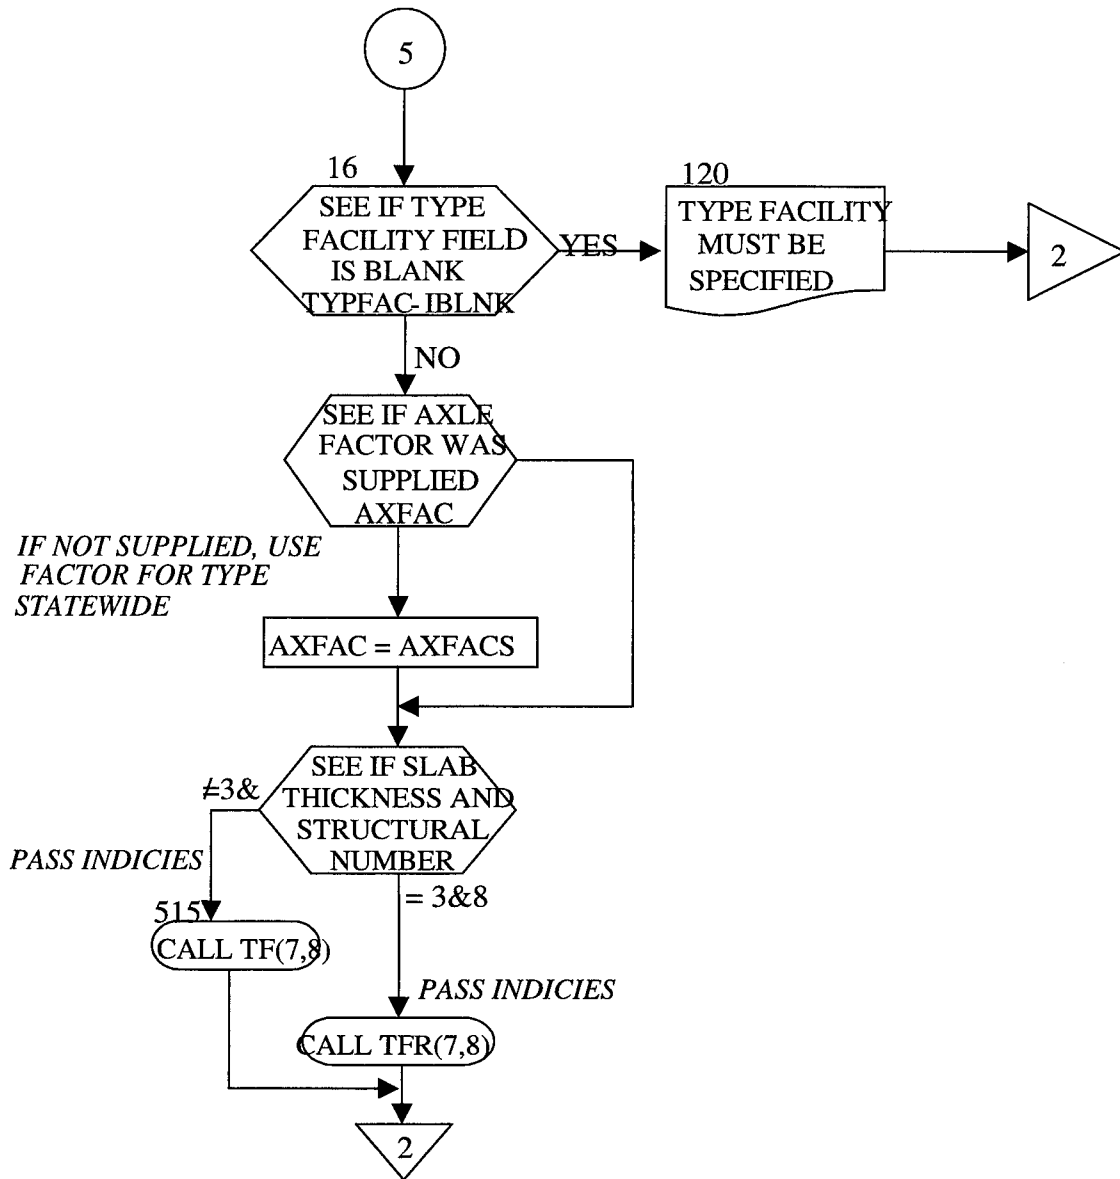 5
16
SEE IF TYPE
FACILITY FIELD
IS BLANK
TYPFAC- IBLNK
YES
120
TYPE FACILITY
MUST BE
SPECIFIED
2
NO
SEE IF AXLE
FACTOR WAS
SUPPLIED
AXFAC
IF NOT SUPPLIED, USE
FACTOR FOR TYPE
STATEWIDE
AXFAC = AXFACS
SEE IF SLAB
THICKNESS AND
STRUCTURAL
NUMBER
≠3&
PASS INDICIES
515
CALL TF(7,8)
= 3&8
PASS INDICIES
CALL TFR(7,8)
2